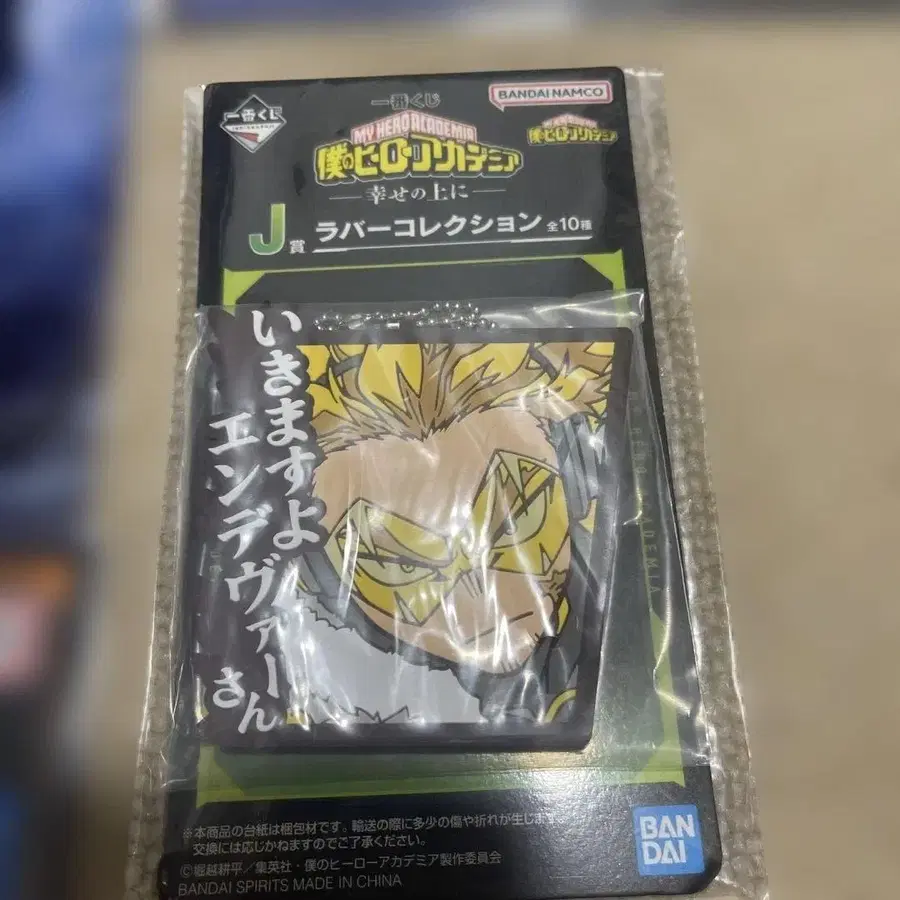 一番くじ
BANDAI NAMCO
一番くじ
MY HERO ACADEMIA
僕のヒーローアカデミア
僕のヒーローアカデミア
幸せの上に
J賞 ラバーコレクション 全10種
いきますよ
エンデヴァー
さん
※本商品の台紙は梱包材です。輸送の際に多少の傷や折れが生じます。
交換には応じかねますのでご了承ください。
©堀越耕平／集英社・僕のヒーローアカデミア製作委員会
BANDAI SPIRITS MADE IN CHINA
BAN
DAI